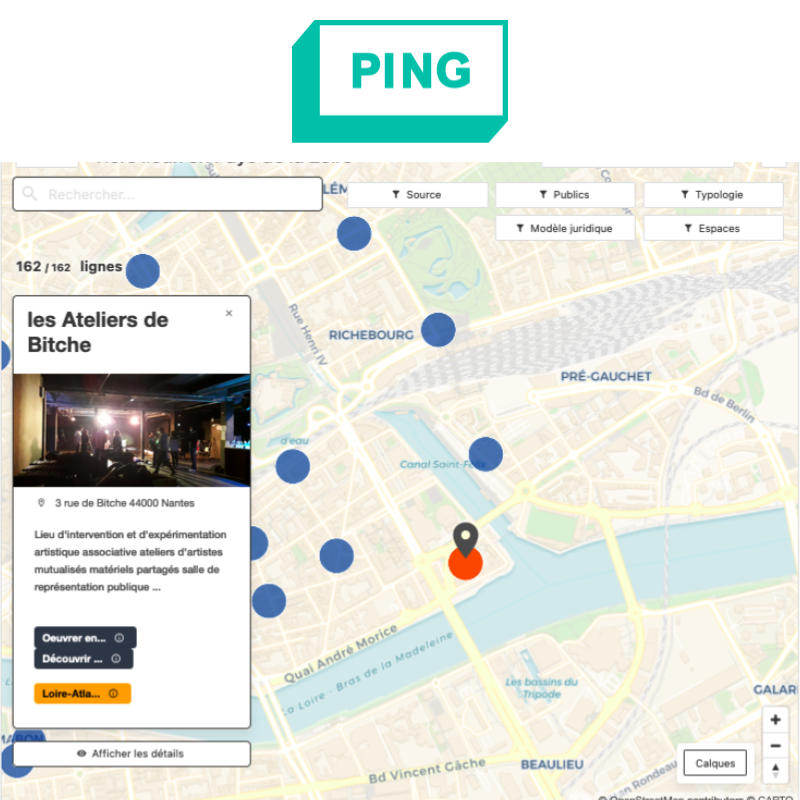 PING
Rechercher...
LÉM
Source
Publics
Typologie
Modèle juridique
Espaces
162 / 162 lignes
les Ateliers de
Bitche
×
3 rue de Bitche 44000 Nantes
Lieu d'intervention et d'expérimentation
artistique associative ateliers d'artistes
mutualisés matériels partagés salle de
représentation publique ...
Oeuvrer en...
Découvrir ...
Loire-Atla...
Afficher les détails
Rue Henri IV
RICHEBOURG
PRÉ-GAUCHET
Bd de Berlin
d'eau
Canal Saint-Fé
Quai André Morice
La Loire - Bras de la Madeleine
Les bassins du
Tripode
GALAR
Bd Vincent Gâche
BEAULIEU
Rondeau
+
−
Calques
© OpenStreetMap contributors © CARTO